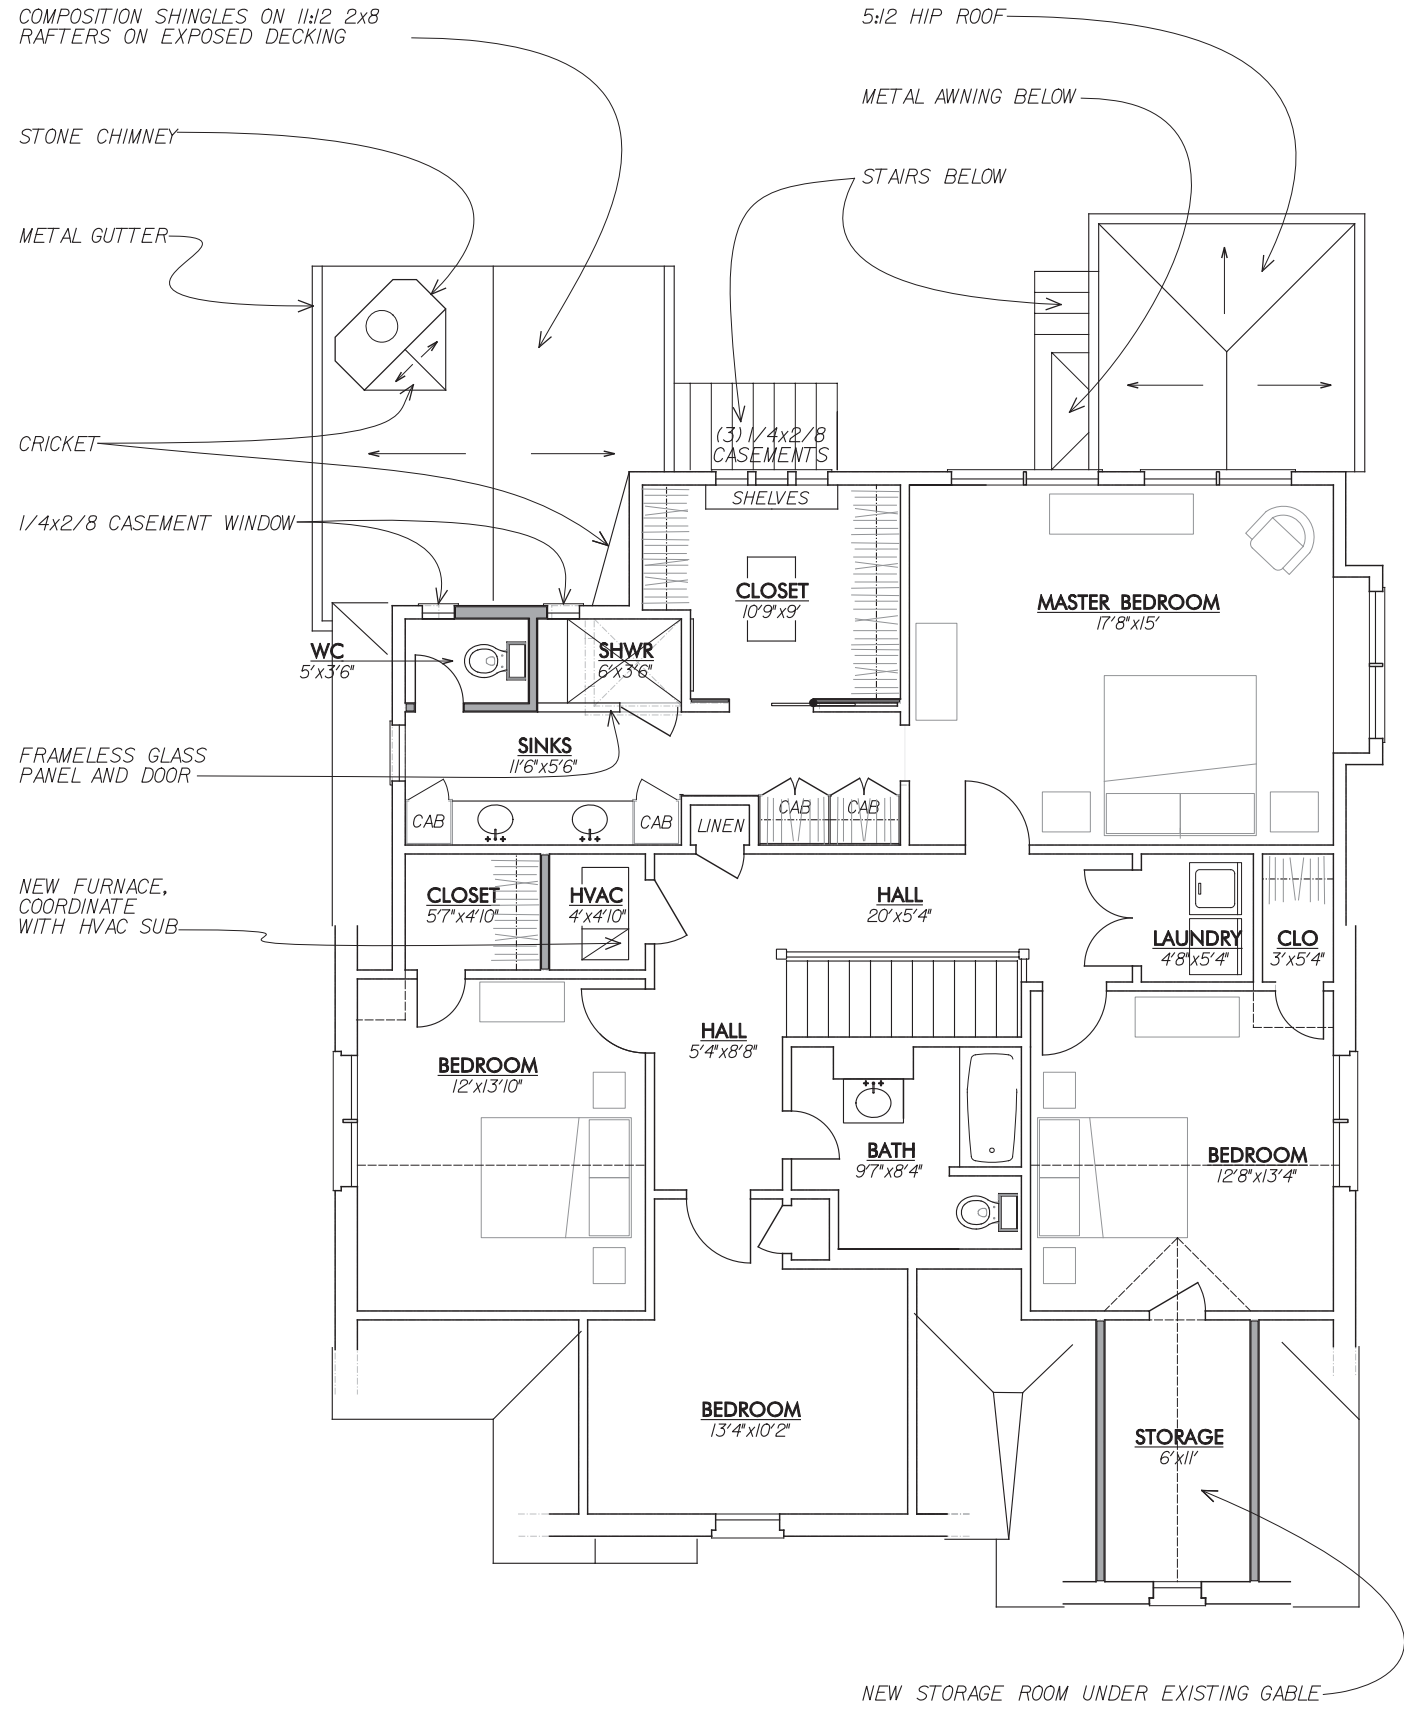 COMPOSITION SHINGLES ON 11:12 2x8
RAFTERS ON EXPOSED DECKING
5:12 HIP ROOF
METAL AWNING BELOW
STONE CHIMNEY
STAIRS BELOW
METAL GUTTER
CRICKET
(3) 1/4x2/8
CASEMENTS
SHELVES
1/4x2/8 CASEMENT WINDOW
CLOSET
10'9"x9'
MASTER BEDROOM
17'8"x15'
WC
5'x3'6"
SHWR
6'x3'6"
FRAMELESS GLASS
PANEL AND DOOR
SINKS
11'6"x5'6"
CAB
CAB
LINEN
CAB
CAB
NEW FURNACE,
COORDINATE
WITH HVAC SUB
CLOSET
5'7"x4'10"
HVAC
4'x4'10"
HALL
20'x5'4"
LAUNDRY
4'8"x5'4"
CLO
3'x5'4"
HALL
5'4"x8'8"
BEDROOM
12'x13'10"
BATH
9'7"x8'4"
BEDROOM
12'8"x13'4"
BEDROOM
13'4"x10'2"
STORAGE
6'x11'
NEW STORAGE ROOM UNDER EXISTING GABLE